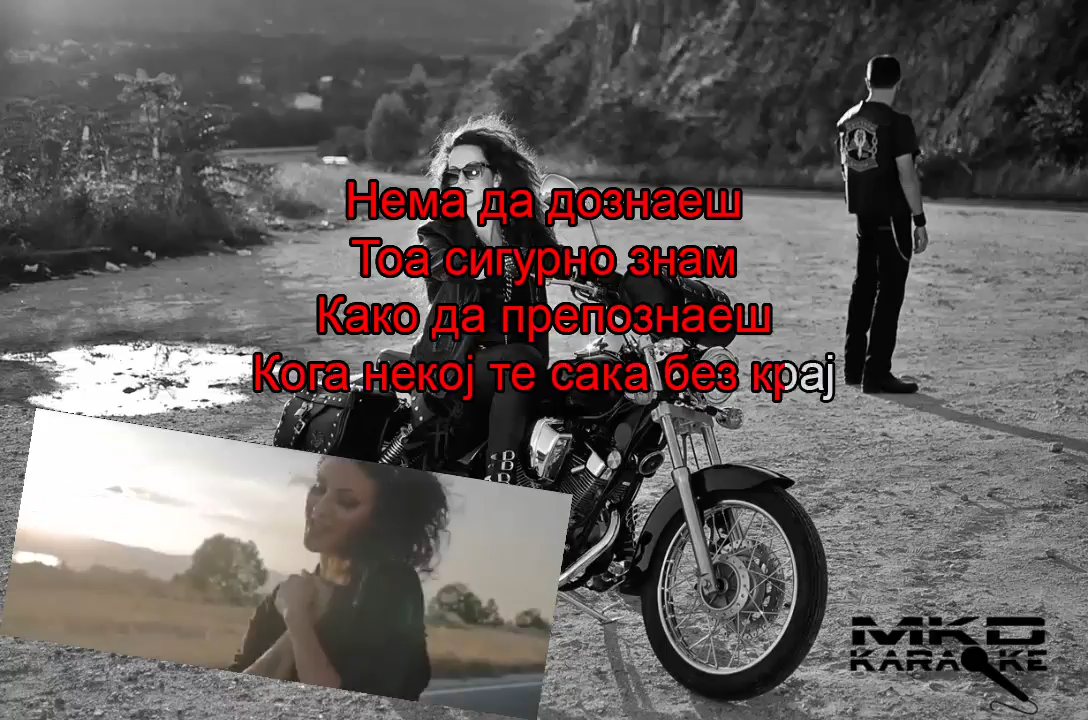 Нема да дознаеш
Тоа сигурно знам
Како да препознаеш
Кога некој те сака без крај
MKD
KARAOKE